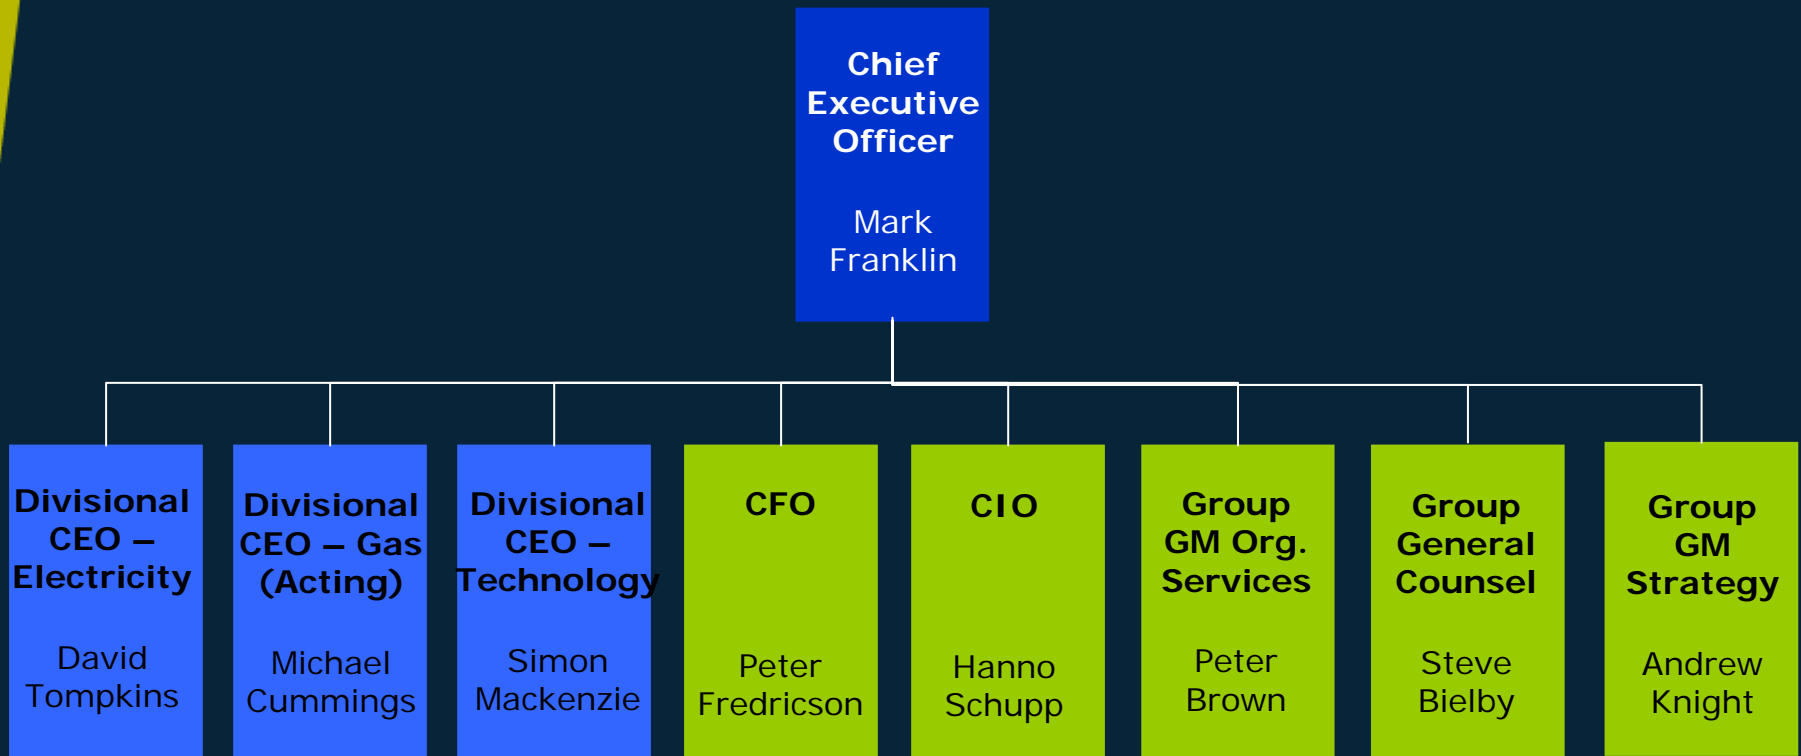 Chief
Executive
Officer
Mark
Franklin
Divisional
CEO –
Electricity
David
Tompkins
Divisional
CEO – Gas
(Acting)
Michael
Cummings
Divisional
CEO –
Technology
Simon
Mackenzie
CFO
Peter
Fredricson
CIO
Hanno
Schupp
Group
GM Org.
Services
Peter
Brown
Group
General
Counsel
Steve
Bielby
Group
GM
Strategy
Andrew
Knight